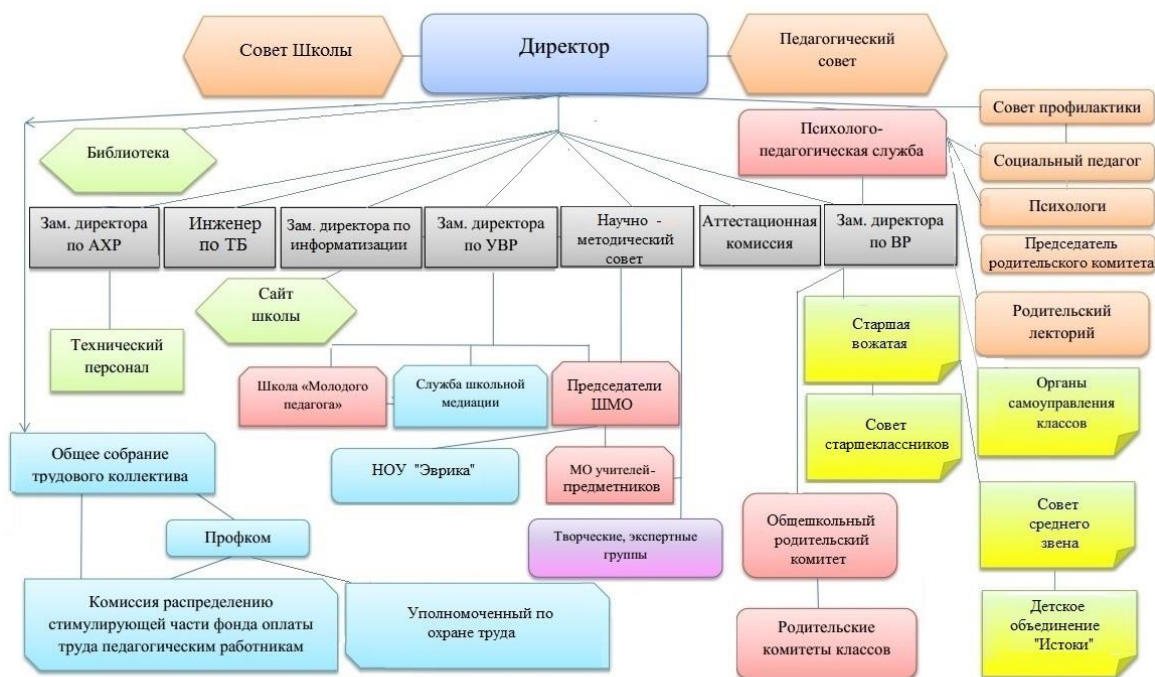 Совет Школы
Директор
Педагогический
совет
Совет профилактики
Библиотека
Психолого-
педагогическая служба
Социальный педагог
Психологи
Зам. директора
по АХР
Инженер
по ТБ
Зам. директора по
информатизации
Зам. директора
по УВР
Научно -
методический
совет
Аттестационная
комиссия
Зам. директора
по ВР
Председатель
родительского комитета
Сайт
школы
Старшая
вожатая
Родительский
лекторий
Технический
персонал
Школа «Молодого
педагога»
Служба школьной
медиации
Председатели
ШМО
Органы
самоуправления
классов
Совет
старшеклассников
Общее собрание
трудового коллектива
НОУ "Эврика"
МО учителей-
предметников
Совет
среднего
звена
Профком
Творческие, экспертные
группы
Общешкольный
родительский
комитет
Комиссия распределению
стимулирующей части фонда оплаты
труда педагогическим работникам
Уполномоченный по
охране труда
Родительские
комитеты классов
Детское
объединение
"Истоки"